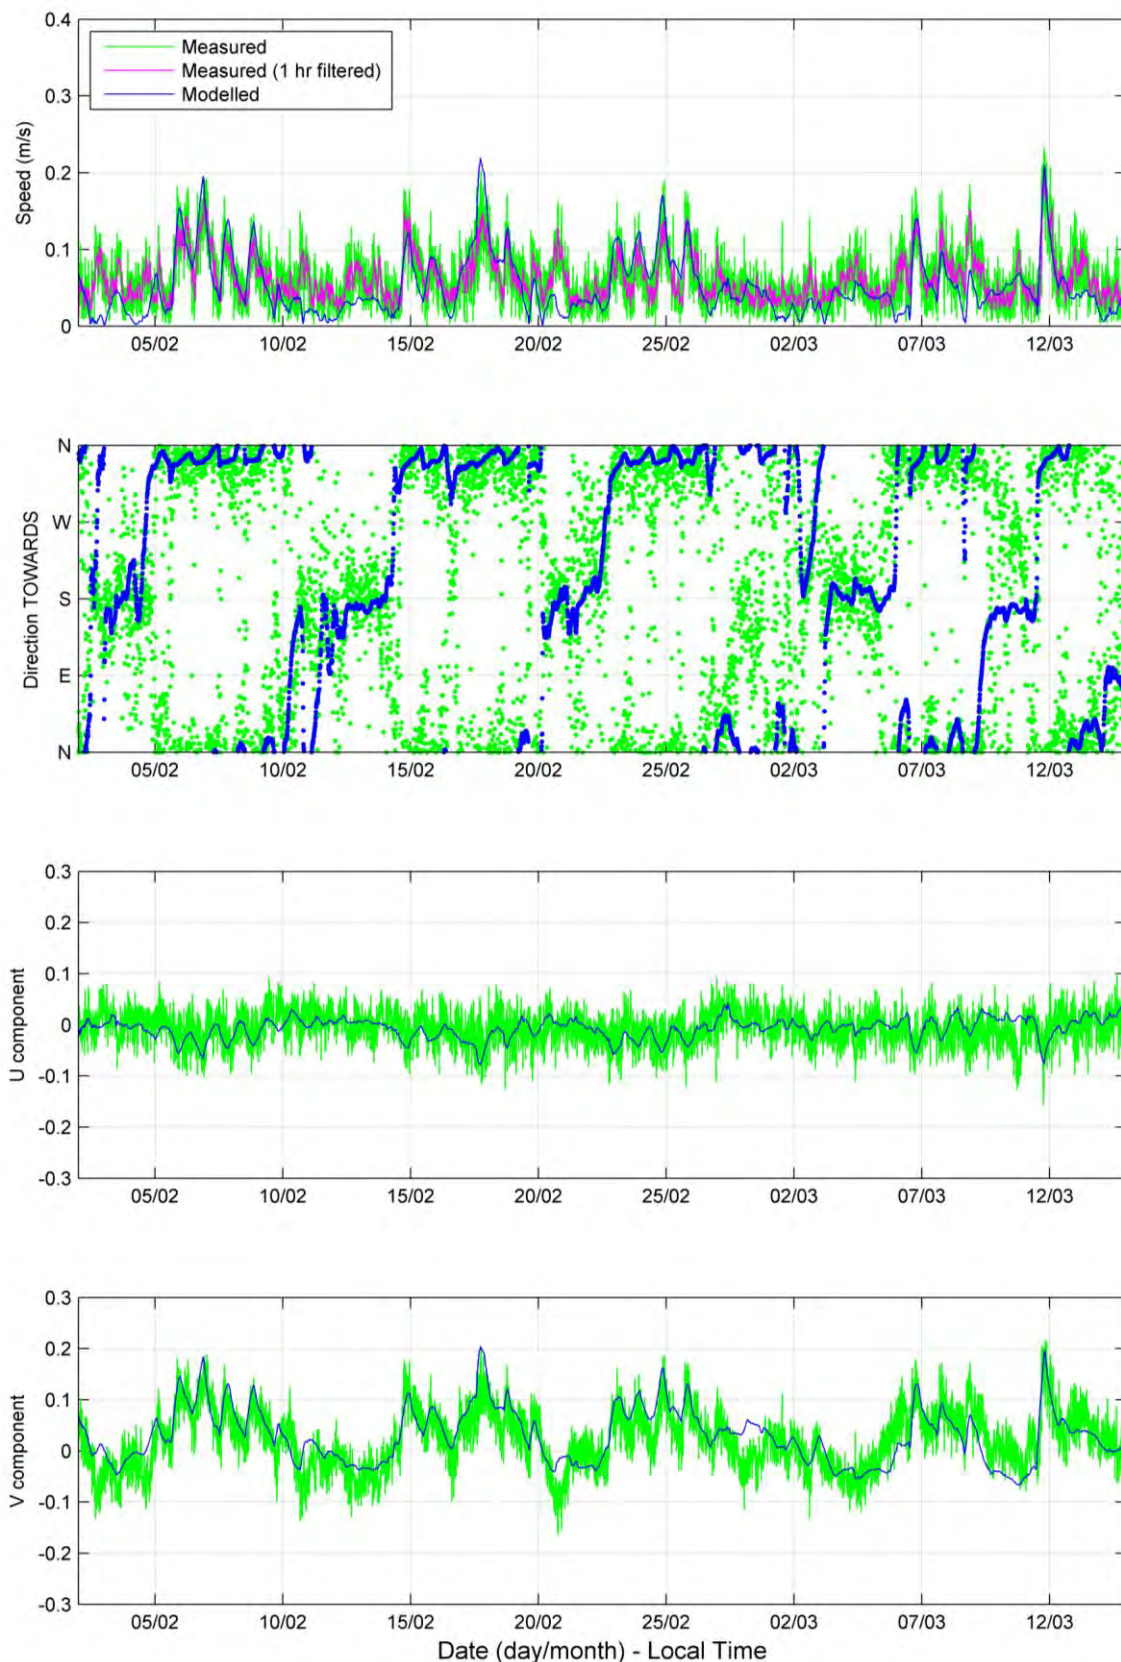 0.4
Measured
Measured (1 hr filtered)
Modelled
0.3
0.2
0.1
0
Speed (m/s)
05/02 10/02 15/02 20/02 25/02 02/03 07/03 12/03
N
W
S
E
N
Direction TOWARDS
05/02 10/02 15/02 20/02 25/02 02/03 07/03 12/03
0.3
0.2
0.1
0
-0.1
-0.2
-0.3
U component
05/02 10/02 15/02 20/02 25/02 02/03 07/03 12/03
0.3
0.2
0.1
0
-0.1
-0.2
-0.3
V component
05/02 10/02 15/02 20/02 25/02 02/03 07/03 12/03
Date (day/month) - Local Time